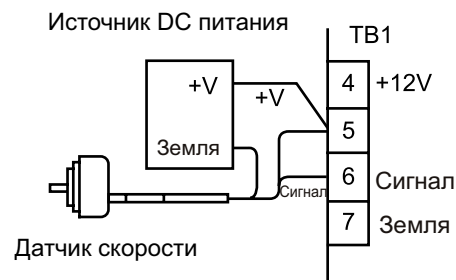 Источник DC питания
TB1
+V
+V
4
+12V
5
Земля
6
Сигнал
Сигнал
7
Земля
Датчик скорости